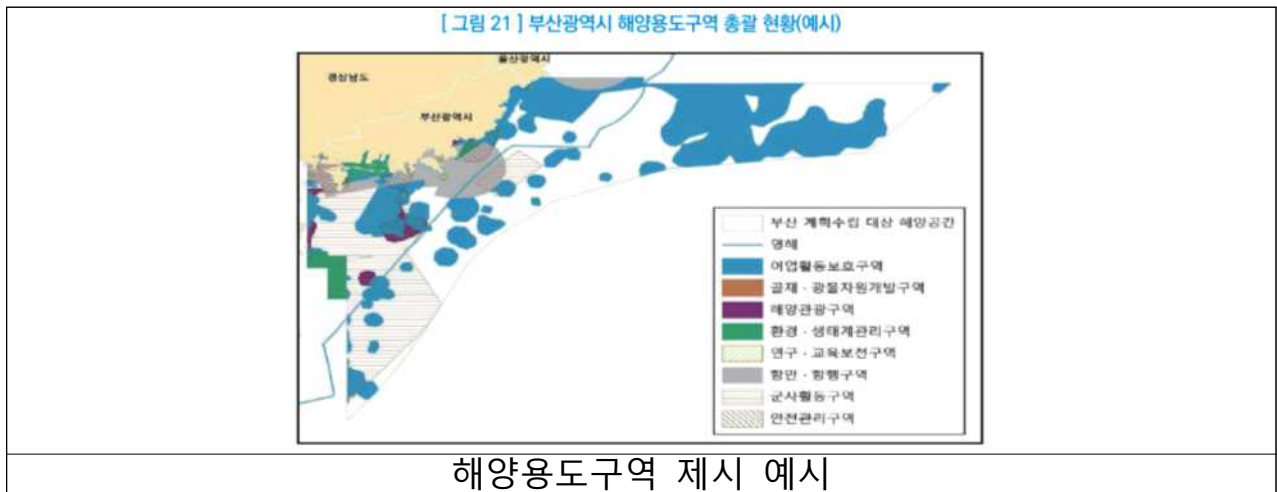 [ 그림 21 ] 부산광역시 해양용도구역 총괄 현황(예시)
울산광역시
경상남도
부산광역시
부산 계획수립 대상 해양공간
영해
어업활동보호구역
골재 · 광물자원개발구역
해양관광구역
환경 · 생태계관리구역
연구 · 교육보전구역
항만 · 항행구역
군사활동구역
안전관리구역
해양용도구역 제시 예시